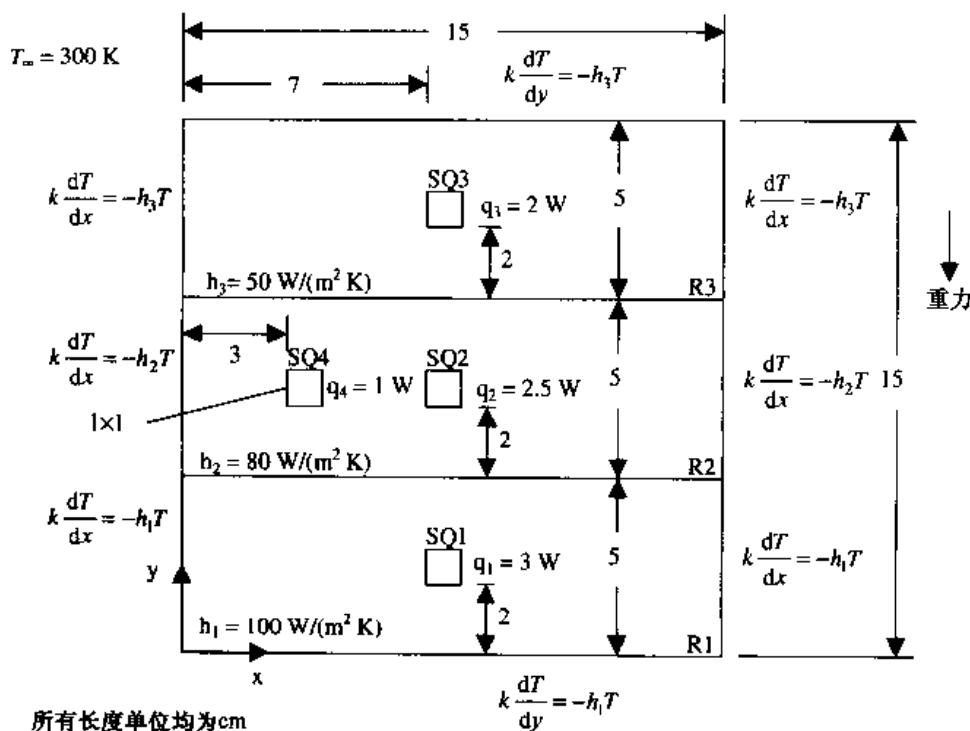 15
T∞ = 300 K
7
k dT/dy = −h₃T
k dT/dx = −h₃T
SQ3
q₃ = 2 W
5
k dT/dx = −h₃T
2
h₃= 50 W/(m² K)
R3
重力
k dT/dx = −h₂T
3
SQ4
SQ2
q₄ = 1 W
q₂ = 2.5 W
5
k dT/dx = −h₂T
15
1×1
2
h₂ = 80 W/(m² K)
R2
k dT/dx = −h₁T
SQ1
y
q₁ = 3 W
5
k dT/dx = −h₁T
2
h₁ = 100 W/(m² K)
R1
x
k dT/dy = −h₁T
所有长度单位均为cm